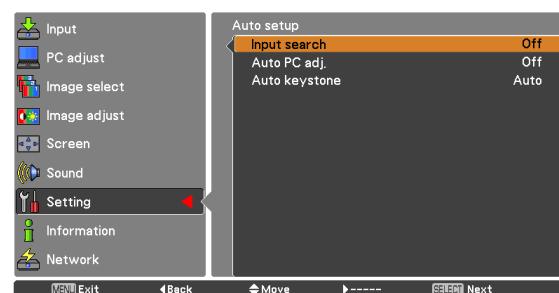 Input
PC adjust
Image select
Image adjust
Screen
Sound
Setting
Information
Network
Auto setup
Input search Off
Auto PC adj. Off
Auto keystone Auto
MENU Exit Back Move ----- SELECT Next